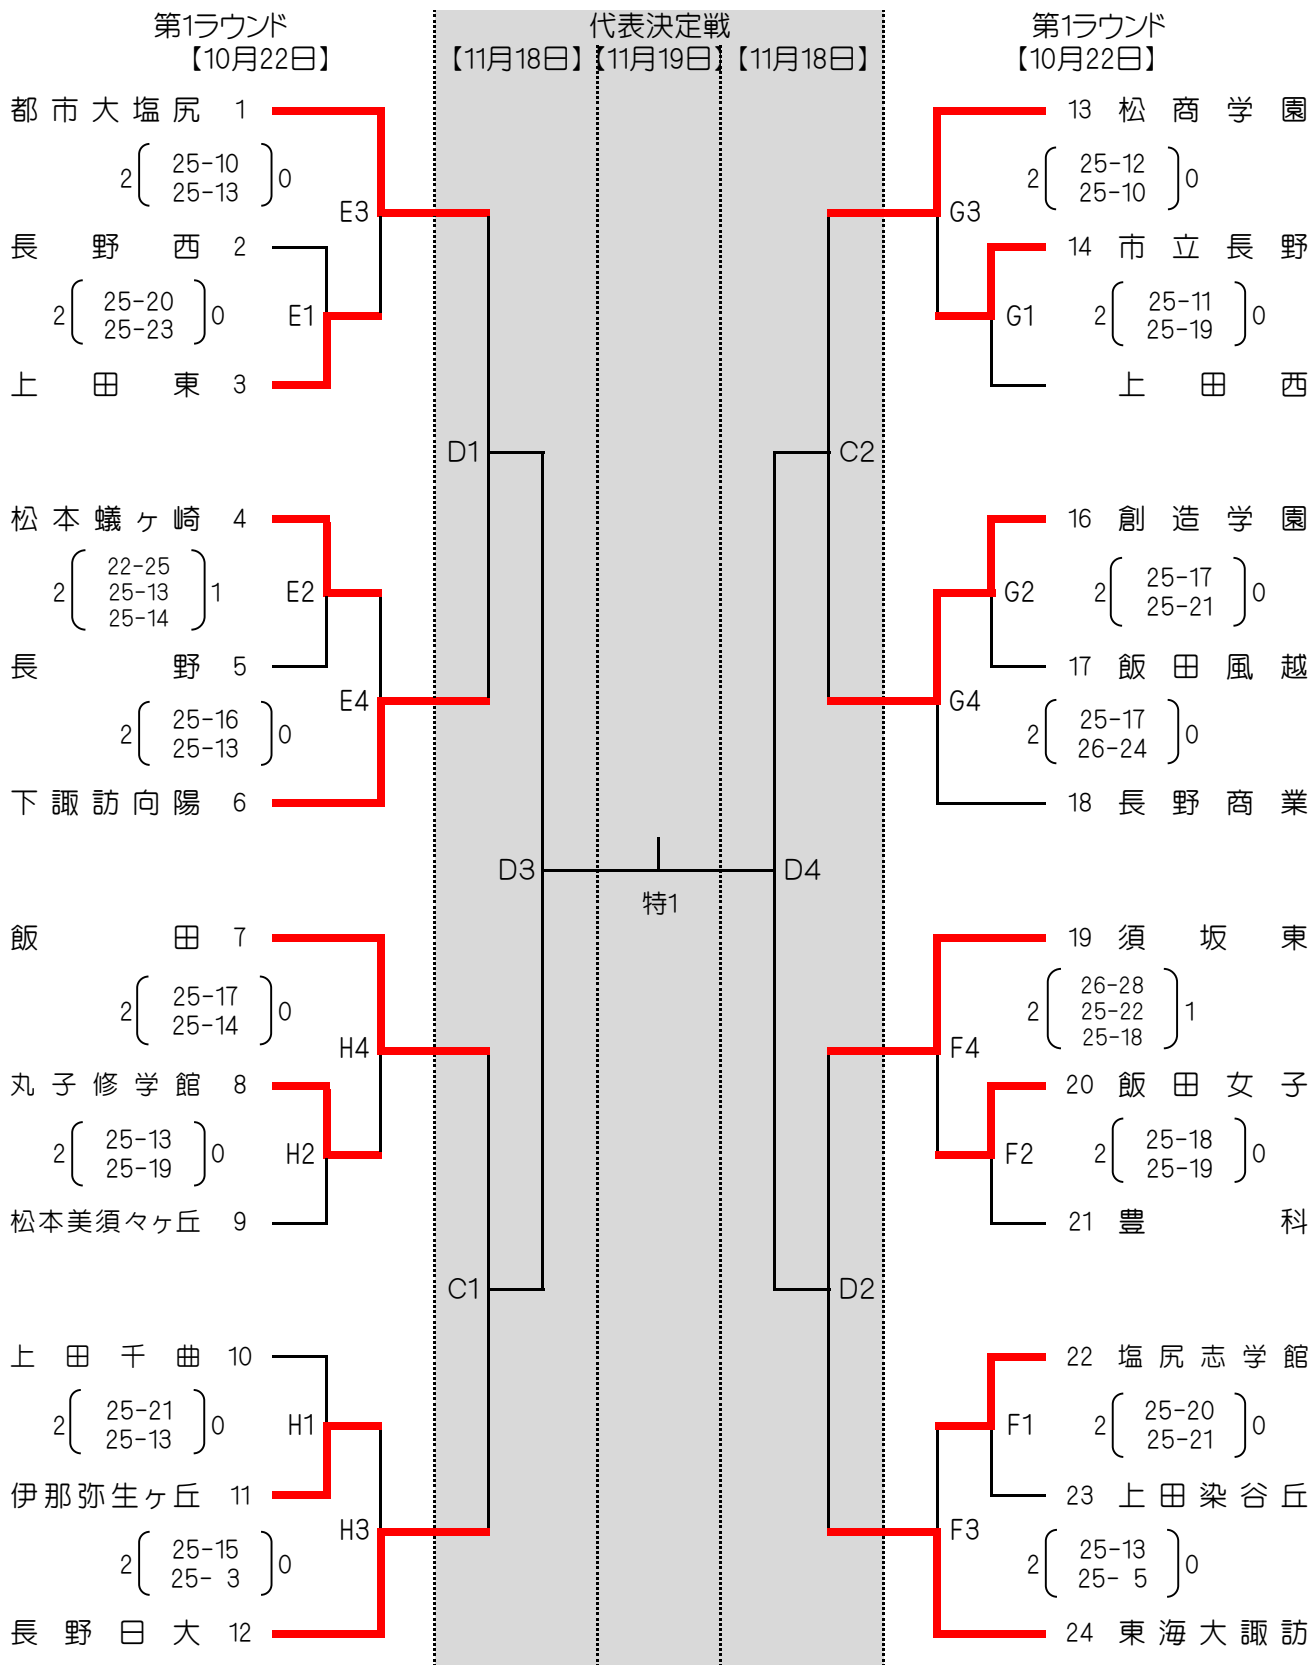 第1ラウンド 代表決定戦 第1ラウンド
【10月22日】 【11月18日】 【11月19日】 【11月18日】 【10月22日】
都市大塩尻 1
2 25-10 0
25-13
E3
長野西 2
2 25-20 0
25-23
E1
上田東 3
D1
松本蟻ヶ崎 4
22-25
2 25-13 1
25-14
E2
長野 5
E4
2 25-16 0
25-13
下諏訪向陽 6
D3
飯田 7
2 25-17 0
25-14
H4
丸子修学館 8
2 25-13 0
25-19
H2
松本美須々ヶ丘 9
C1
上田千曲 10
2 25-21 0
25-13
H1
伊那弥生ヶ丘 11
H3
2 25-15 0
25- 3
長野日大 12
特1
13 松商学園
2 25-12 0
25-10
G3
14 市立長野
2 25-11 0
25-19
G1
上田西
C2
16 創造学園
2 25-17 0
25-21
G2
17 飯田風越
G4
2 25-17 0
26-24
18 長野商業
D4
19 須坂東
26-28
2 25-22 1
25-18
F4
20 飯田女子
2 25-18 0
25-19
F2
21 豊科
D2
22 塩尻志学館
2 25-20 0
25-21
F1
23 上田染谷丘
F3
2 25-13 0
25- 5
24 東海大諏訪